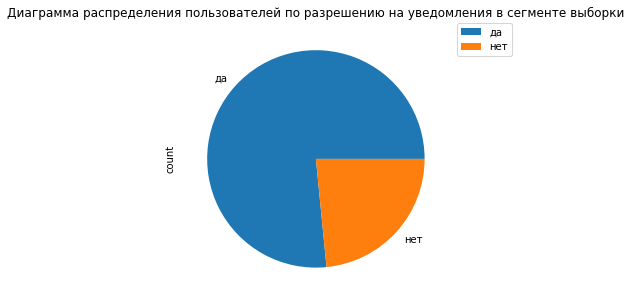 Диаграмма распределения пользователей по разрешению на уведомления в сегменте выборки
да
нет
да
count
нет